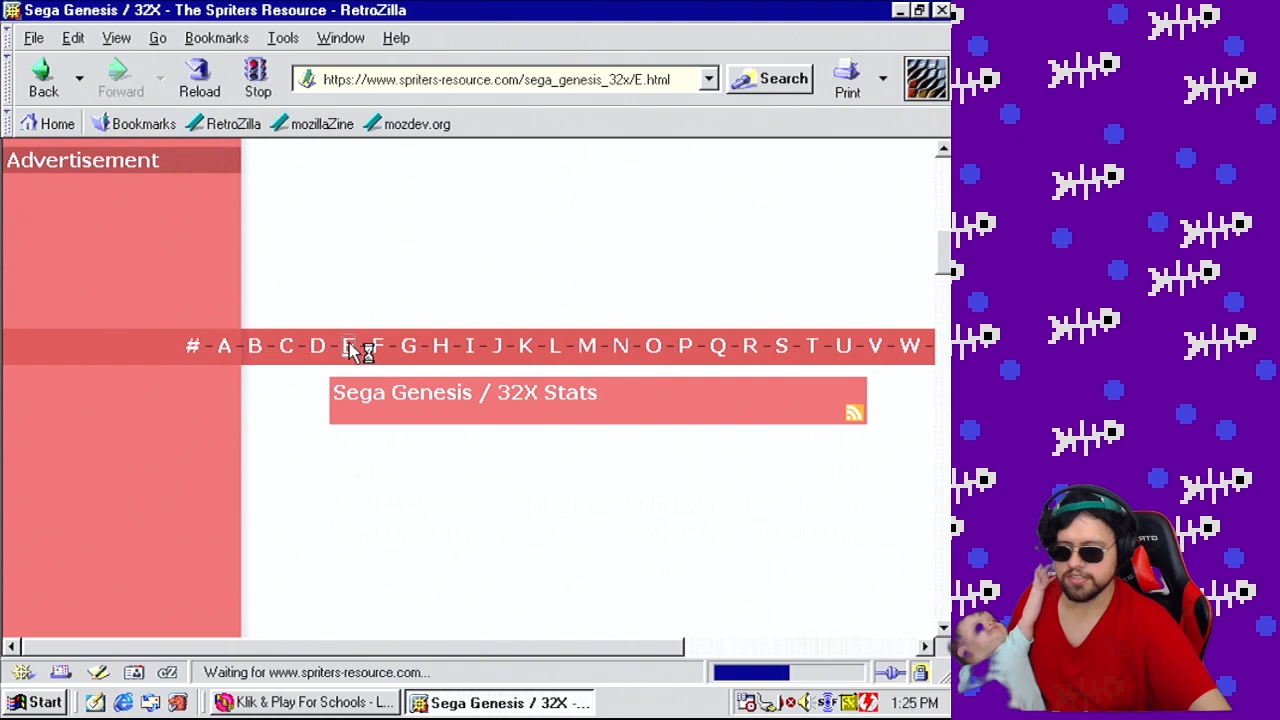 Sega Genesis / 32X - The Spriters Resource - RetroZilla
File Edit View Go Bookmarks Tools Window Help
Back Forward Reload Stop https://www.spriters-resource.com/sega_genesis_32x/E.html Search Print
Home Bookmarks RetroZilla mozillaZine mozdev.org
Advertisement
# - A - B - C - D - E - F - G - H - I - J - K - L - M - N - O - P - Q - R - S - T - U - V - W -
Sega Genesis / 32X Stats
Waiting for www.spriters-resource.com...
Start Klik & Play For Schools - L... Sega Genesis / 32X -... 1:25 PM